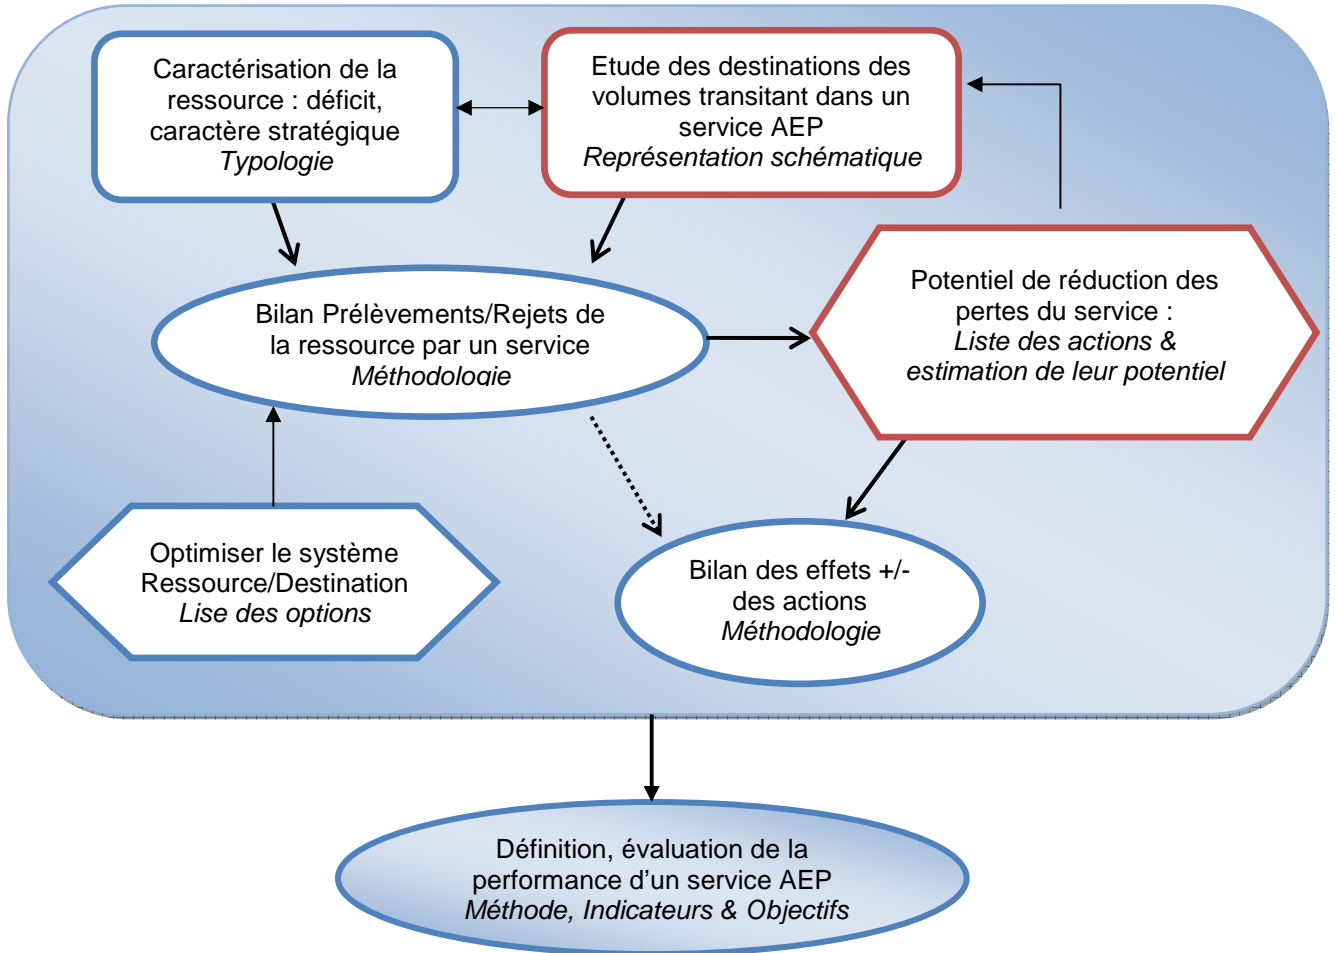 Caractérisation de la
ressource : déficit,
caractère stratégique
Typologie
Etude des destinations des
volumes transitant dans un
service AEP
Représentation schématique
Bilan Prélèvements/Rejets de
la ressource par un service
Méthodologie
Potentiel de réduction des
pertes du service :
Liste des actions &
estimation de leur potentiel
Optimiser le système
Ressource/Destination
Lise des options
Bilan des effets +/-
des actions
Méthodologie
Définition, évaluation de la
performance d'un service AEP
Méthode, Indicateurs & Objectifs